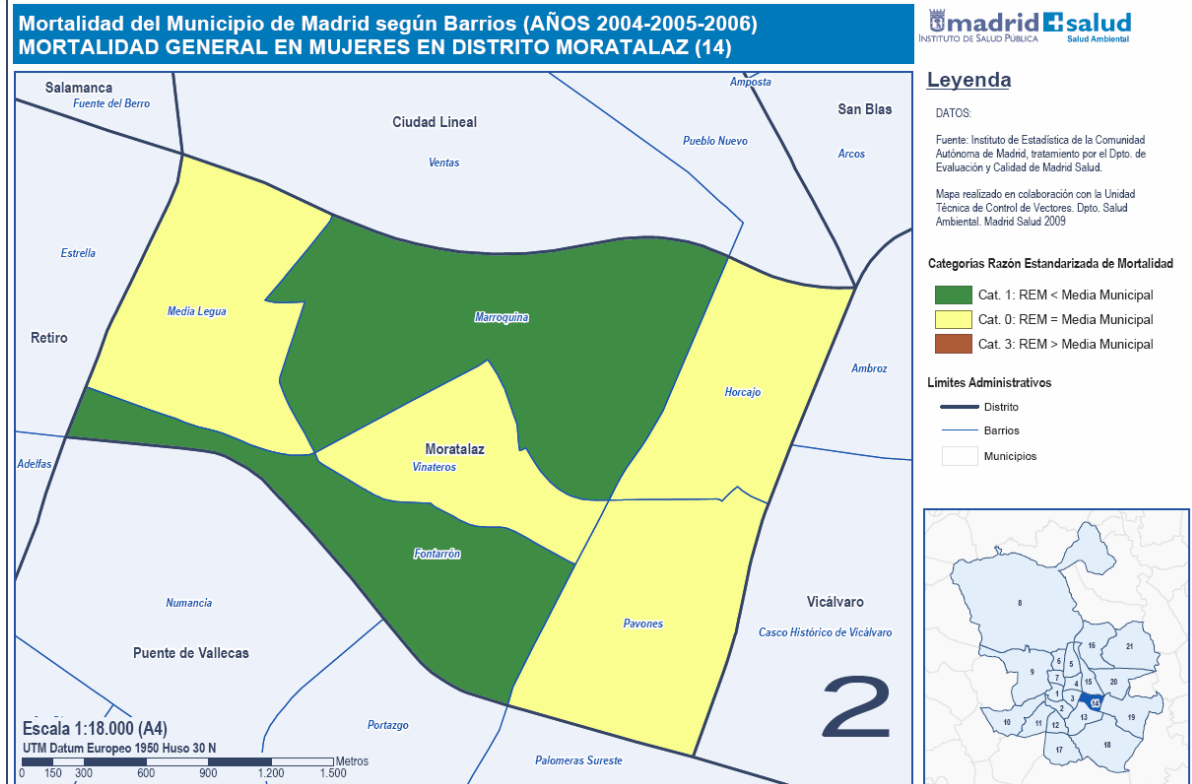 Mortalidad del Municipio de Madrid según Barrios (AÑOS 2004-2005-2006)
MORTALIDAD GENERAL EN MUJERES EN DISTRITO MORATALAZ (14)
madrid salud
INSTITUTO DE SALUD PÚBLICA
Salud Ambiental
Leyenda
DATOS:
Fuente: Instituto de Estadística de la Comunidad
Autónoma de Madrid, tratamiento por el Dpto. de
Evaluación y Calidad de Madrid Salud.
Mapa realizado en colaboración con la Unidad
Técnica de Control de Vectores. Dpto. Salud
Ambiental. Madrid Salud 2009
Categorías Razón Estandarizada de Mortalidad
Cat. 1: REM < Media Municipal
Cat. 0: REM = Media Municipal
Cat. 3: REM > Media Municipal
Límites Administrativos
Distrito
Barrios
Municipios
Salamanca
Fuente del Berro
Ciudad Lineal
Ventas
Amposta
Pueblo Nuevo
San Blas
Arcos
Estrella
Retiro
Media Legua
Marroquina
Horcajo
Ambroz
Moratalaz
Vinateros
Adelfas
Fontarrón
Numancia
Puente de Vallecas
Pavones
Vicálvaro
Casco Histórico de Vicálvaro
Portazgo
Palomeras Sureste
2
Escala 1:18.000 (A4)
UTM Datum Europeo 1950 Huso 30 N
Metros
0 150 300 600 900 1.200 1.500
8
16
21
9
6
5
7
4
15
20
1
3
14
2
10
11
12
13
19
17
18